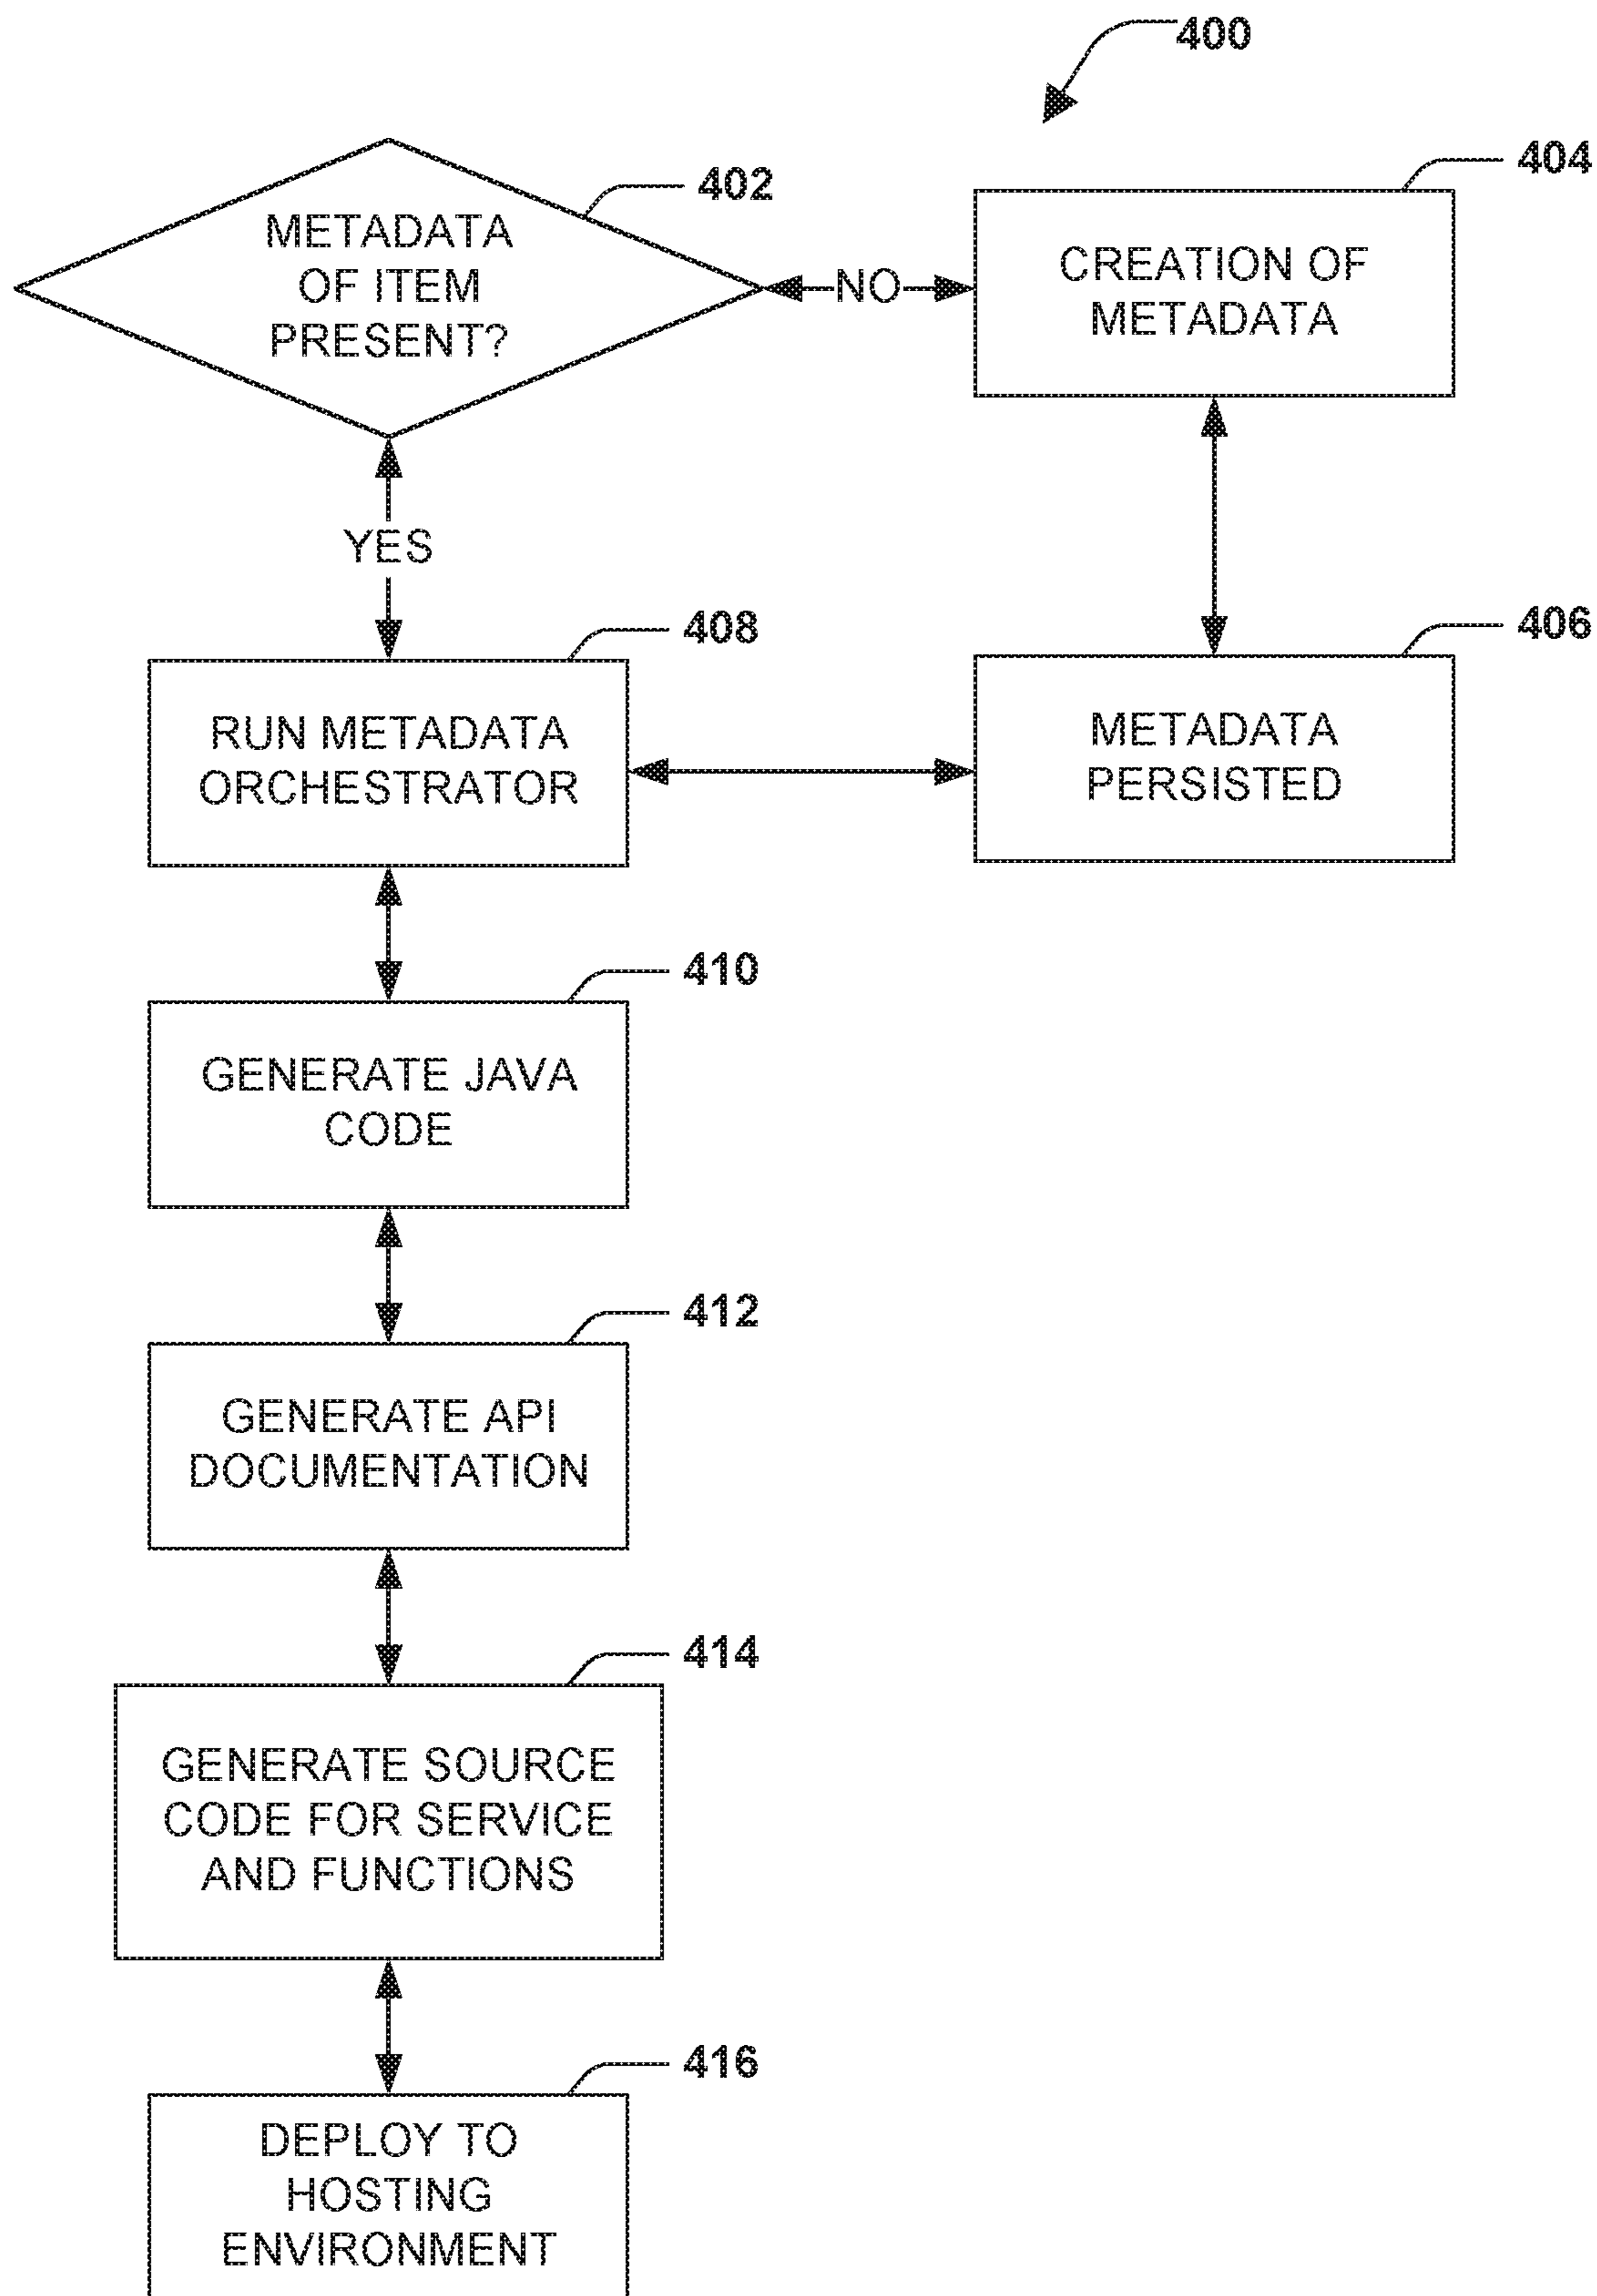 400
402
METADATA
OF ITEM
PRESENT?
NO
404
CREATION OF
METADATA
YES
408
RUN METADATA
ORCHESTRATOR
406
METADATA
PERSISTED
410
GENERATE JAVA
CODE
412
GENERATE API
DOCUMENTATION
414
GENERATE SOURCE
CODE FOR SERVICE
AND FUNCTIONS
416
DEPLOY TO
HOSTING
ENVIRONMENT